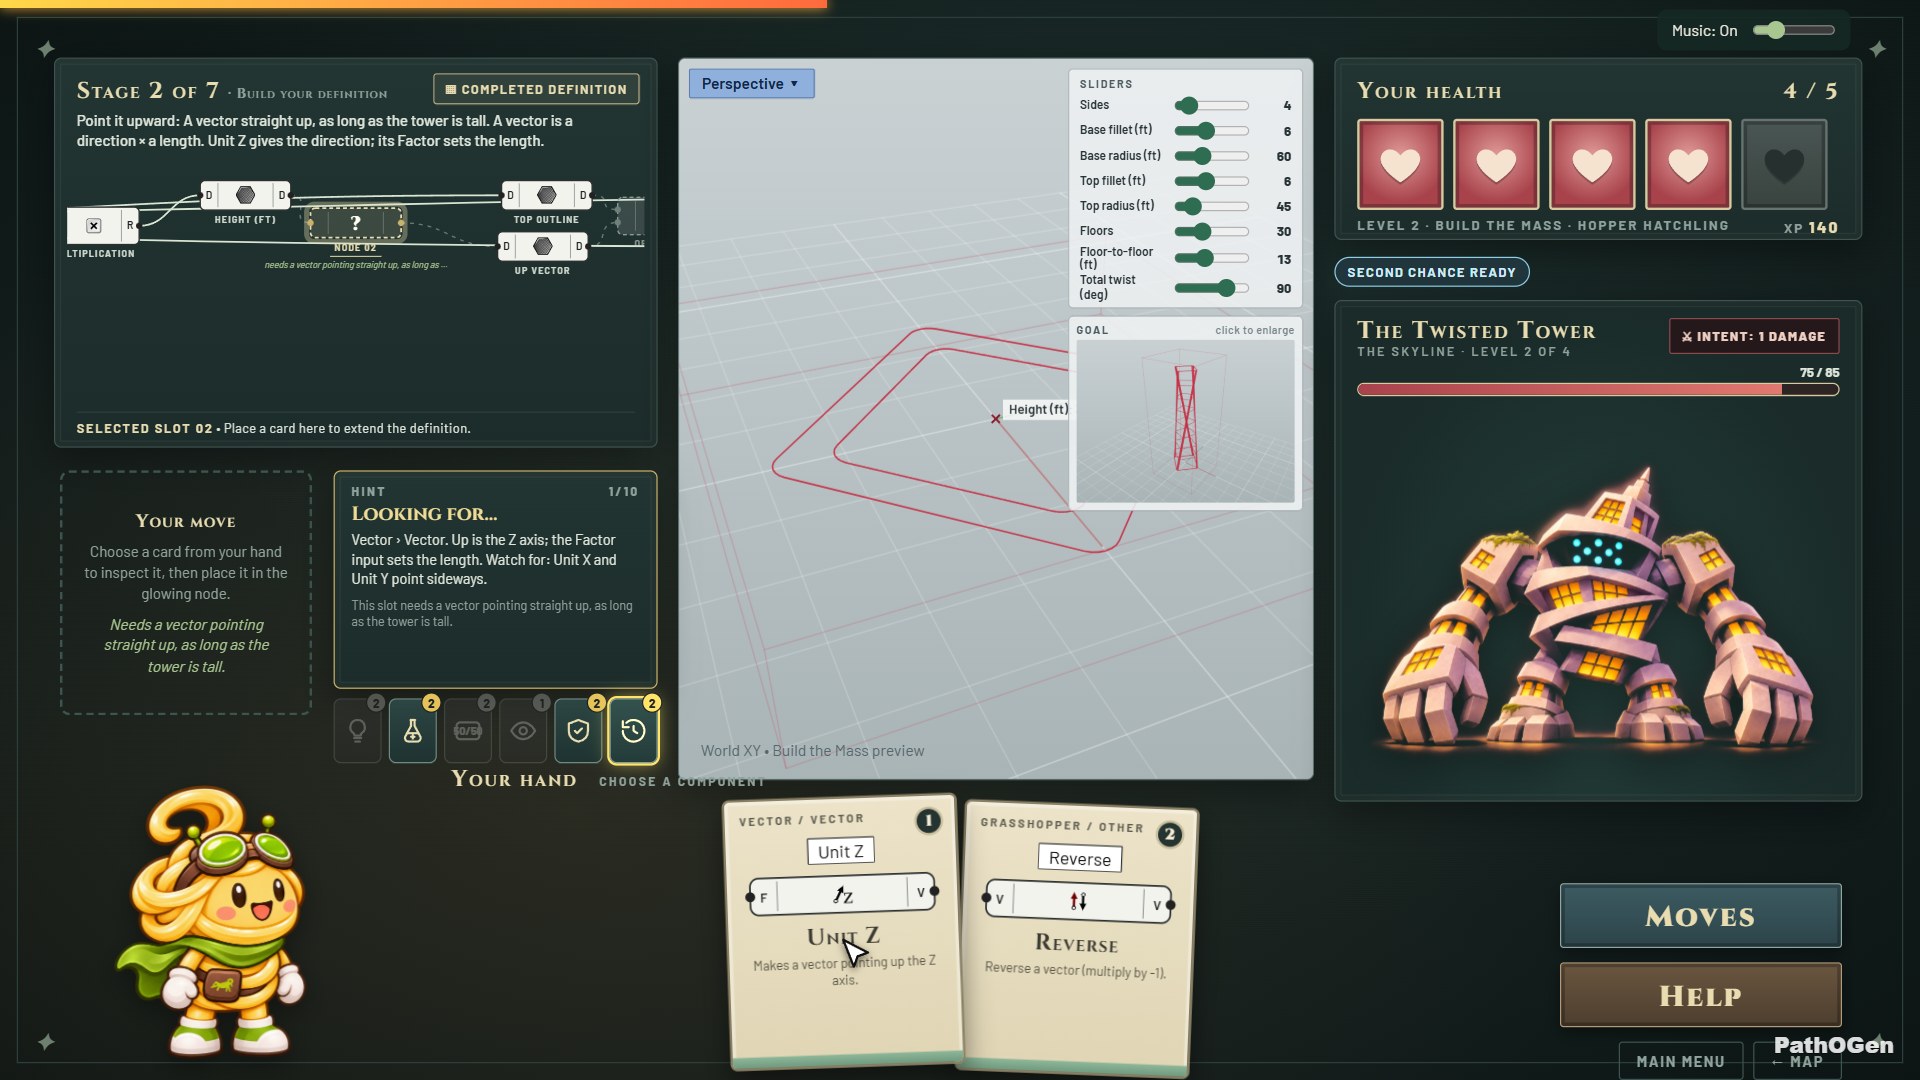 Music: On
Stage 2 of 7 · Build your definition
COMPLETED DEFINITION
Point it upward: A vector straight up, as long as the tower is tall. A vector is a
direction × a length. Unit Z gives the direction; its Factor sets the length.
R
LTIPLICATION
D D
HEIGHT (FT)
?
NODE 02
needs a vector pointing straight up, as long as ...
D D
TOP OUTLINE
D D
UP VECTOR
SELECTED SLOT 02 • Place a card here to extend the definition.
Your move
Choose a card from your hand
to inspect it, then place it in the
glowing node.
Needs a vector pointing
straight up, as long as the
tower is tall.
HINT 1/10
Looking for...
Vector › Vector. Up is the Z axis; the Factor
input sets the length. Watch for: Unit X and
Unit Y point sideways.
This slot needs a vector pointing straight up, as long
as the tower is tall.
2 2 2 1 2 2
50/50
Your hand CHOOSE A COMPONENT
Perspective ▼
SLIDERS
Sides 4
Base fillet (ft) 6
Base radius (ft) 60
Top fillet (ft) 6
Top radius (ft) 45
Floors 30
Floor-to-floor
(ft) 13
Total twist
(deg) 90
GOAL click to enlarge
Height (ft)
World XY • Build the Mass preview
Your health 4 / 5
LEVEL 2 · BUILD THE MASS · HOPPER HATCHLING XP 140
SECOND CHANCE READY
The Twisted Tower
THE SKYLINE · LEVEL 2 OF 4
INTENT: 1 DAMAGE
75 / 85
VECTOR / VECTOR 1
Unit Z
F Z V
Unit Z
Makes a vector pointing up the Z
axis.
GRASSHOPPER / OTHER 2
Reverse
V V
Reverse
Reverse a vector (multiply by -1).
Moves
Help
MAIN MENU
← MAP
PathOGen